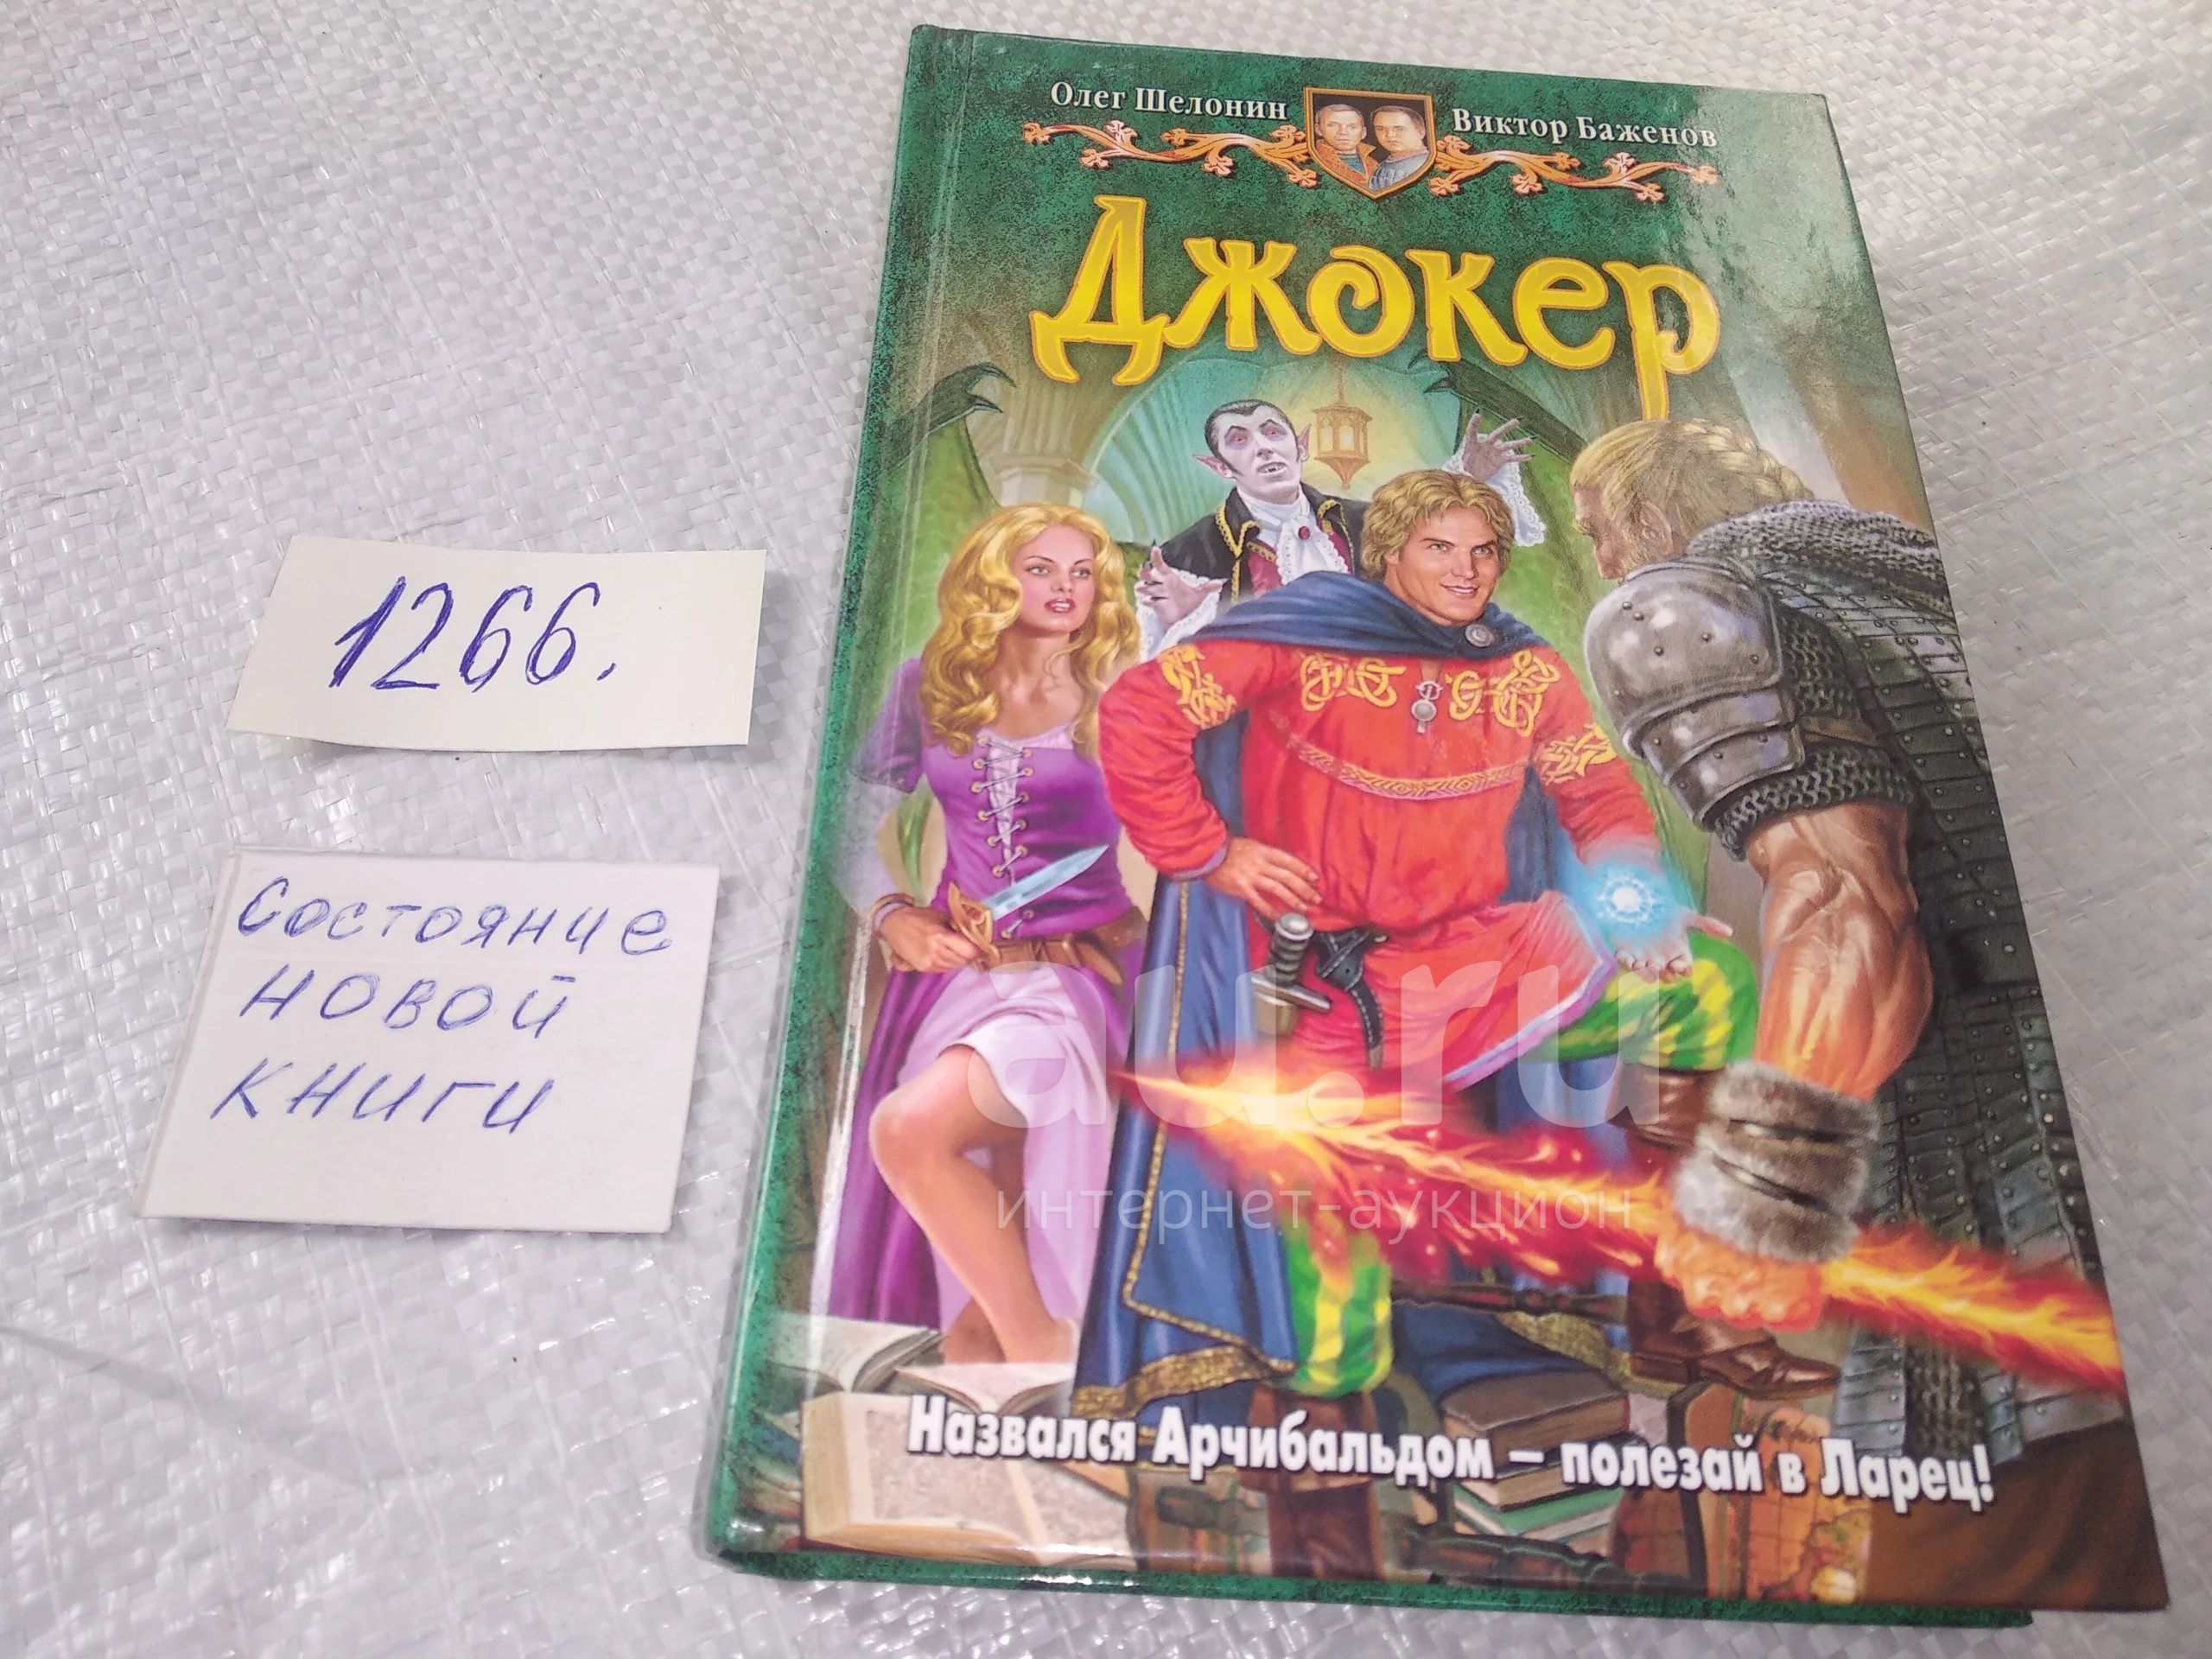 Олег Шелонин
Виктор Баженов
Джокер
1266.
Состояние
новой
книги
au.ru
интернет-аукцион
Назвался Арчибальдом – полезай в Ларец!